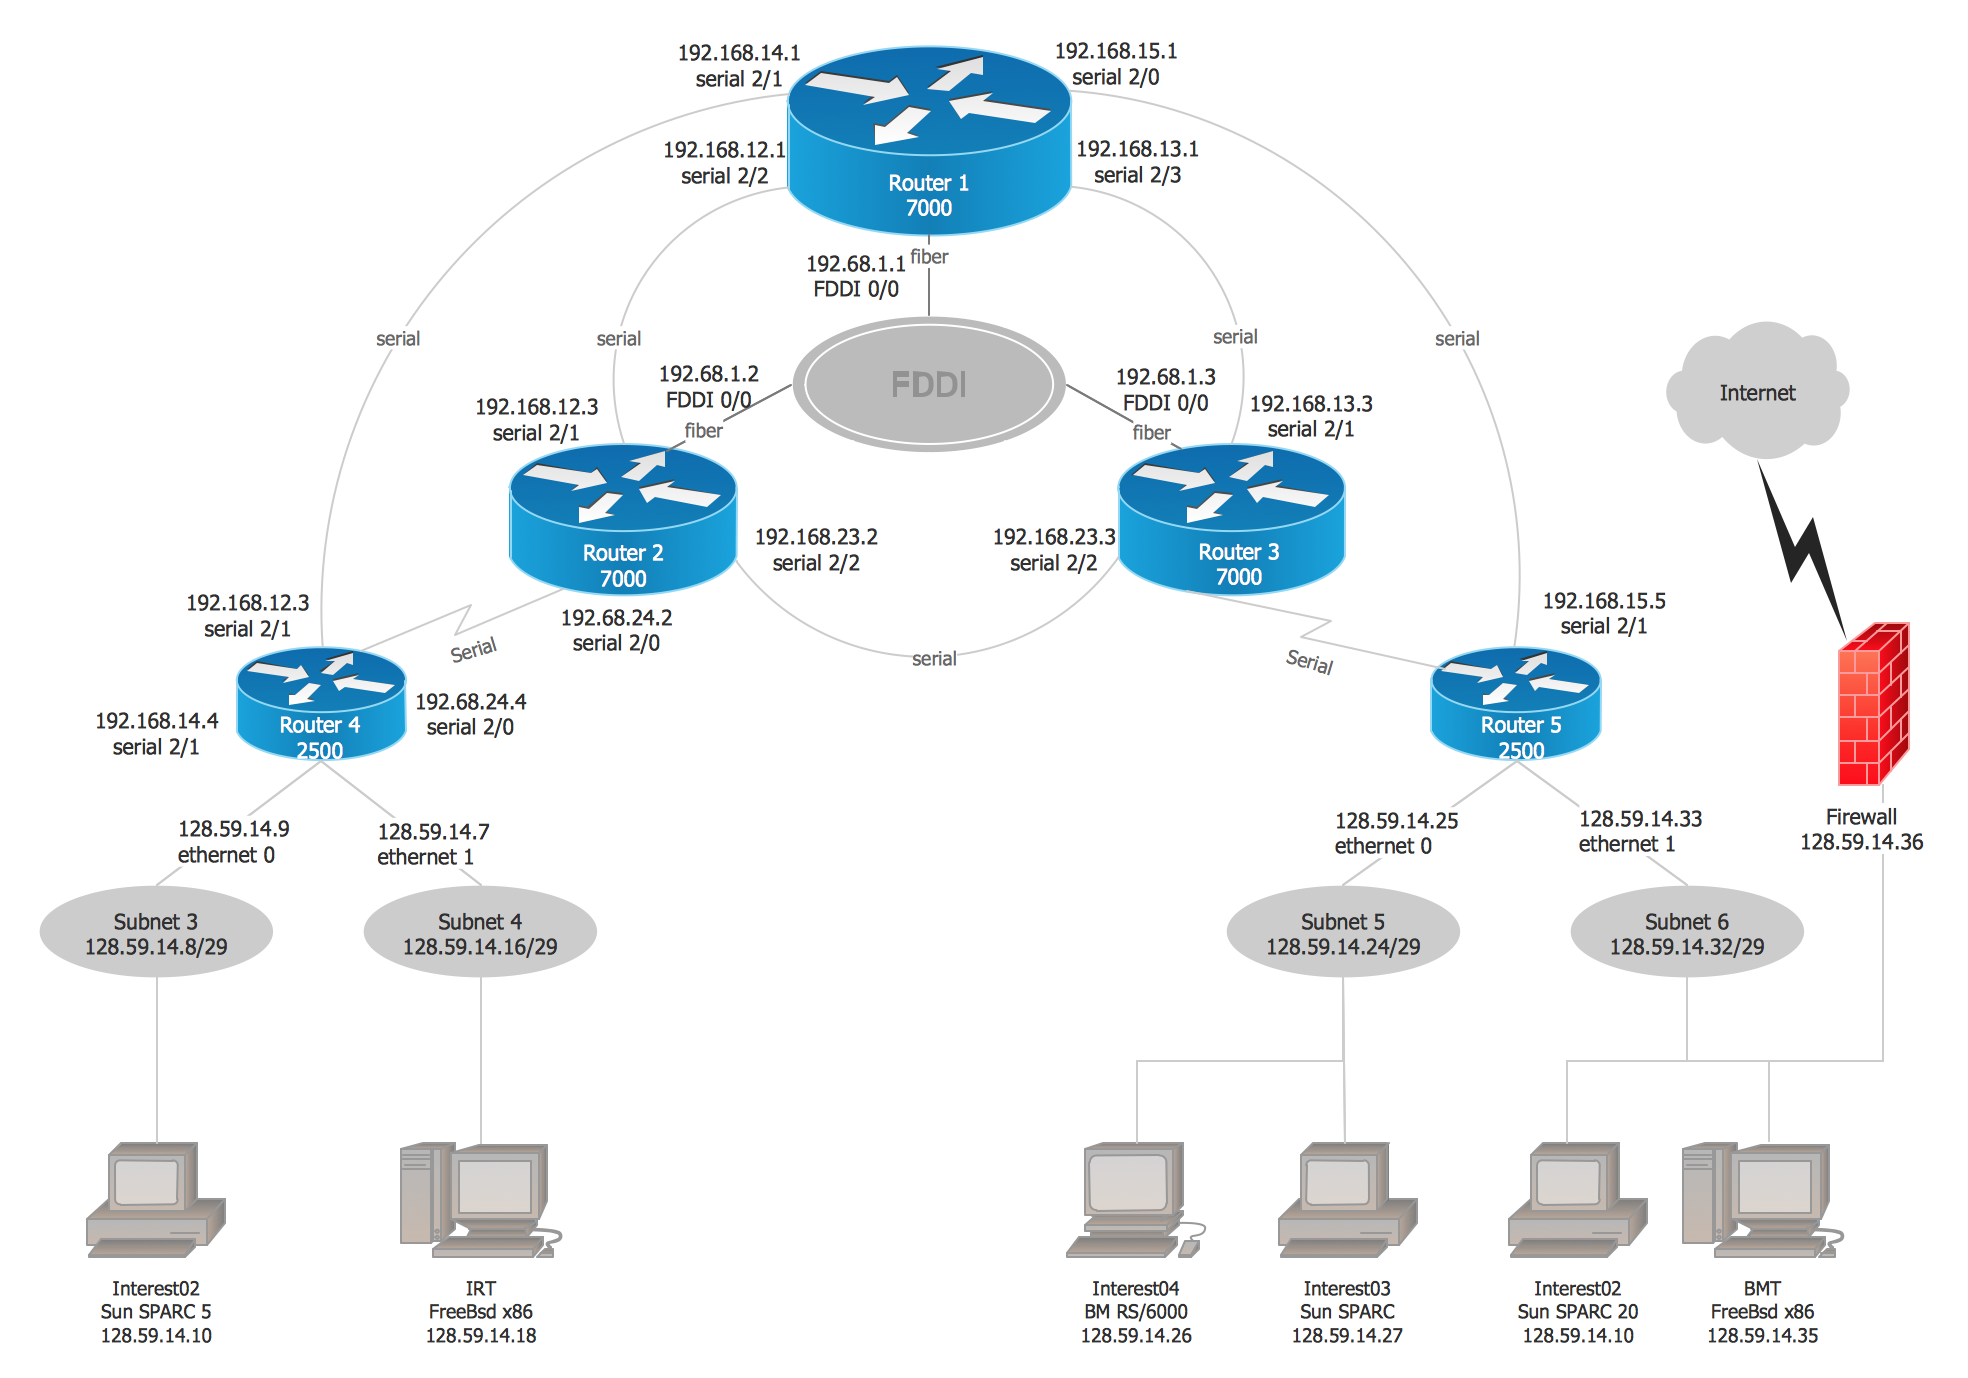 192.168.14.1
serial 2/1
192.168.15.1
serial 2/0
192.168.12.1
serial 2/2
192.168.13.1
serial 2/3
Router 1
7000
fiber
192.68.1.1
FDDI 0/0
serial
serial
serial
serial
FDDI
192.68.1.2
FDDI 0/0
fiber
192.68.1.3
FDDI 0/0
fiber
192.168.12.3
serial 2/1
192.168.13.3
serial 2/1
Internet
Router 2
7000
192.168.23.2
serial 2/2
192.168.23.3
serial 2/2
Router 3
7000
192.168.12.3
serial 2/1
192.68.24.2
serial 2/0
Serial
serial
Serial
192.168.15.5
serial 2/1
192.168.14.4
serial 2/1
Router 4
2500
192.68.24.4
serial 2/0
Router 5
2500
128.59.14.9
ethernet 0
128.59.14.7
ethernet 1
128.59.14.25
ethernet 0
128.59.14.33
ethernet 1
Firewall
128.59.14.36
Subnet 3
128.59.14.8/29
Subnet 4
128.59.14.16/29
Subnet 5
128.59.14.24/29
Subnet 6
128.59.14.32/29
Interest02
Sun SPARC 5
128.59.14.10
IRT
FreeBsd x86
128.59.14.18
Interest04
BM RS/6000
128.59.14.26
Interest03
Sun SPARC
128.59.14.27
Interest02
Sun SPARC 20
128.59.14.10
BMT
FreeBsd x86
128.59.14.35